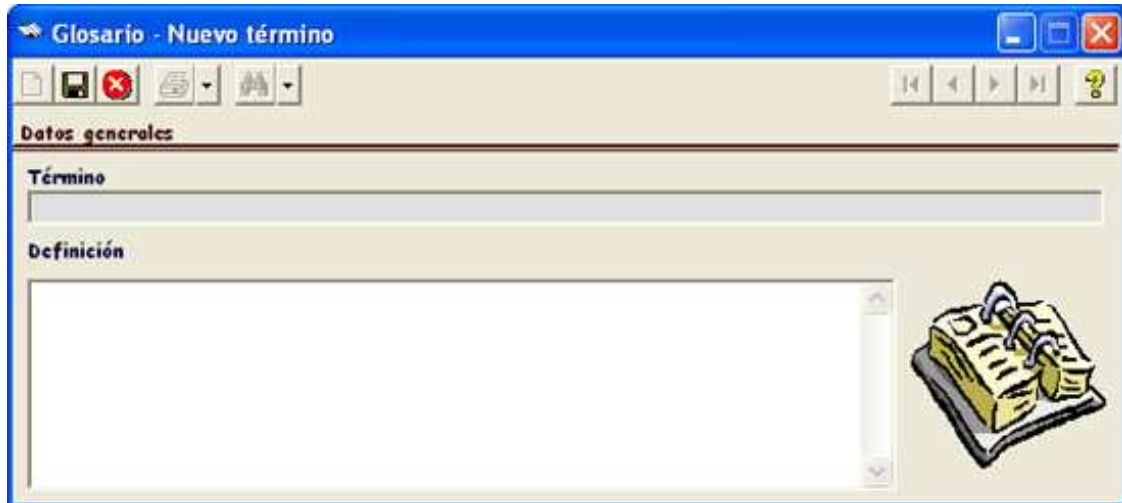 Glosario - Nuevo término
Datos generales
Término
Definición